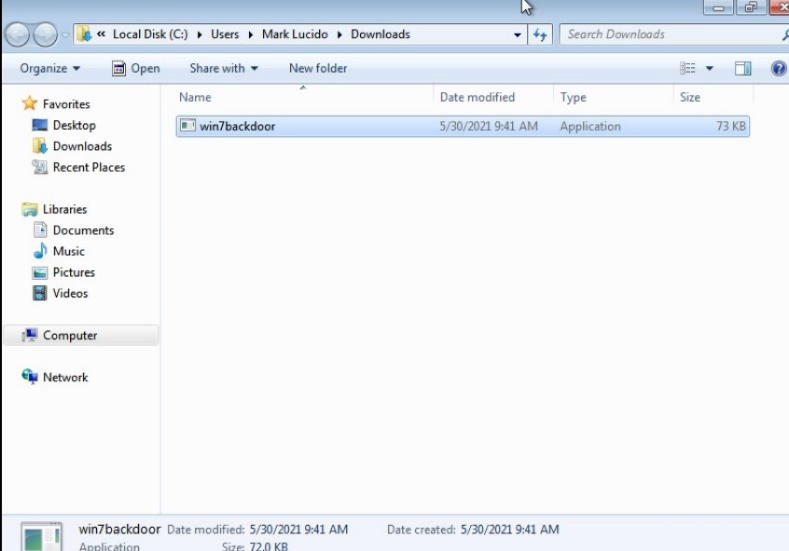 « Local Disk (C:) ▸ Users ▸ Mark Lucido ▸ Downloads Search Downloads
Organize Open Share with New folder
Name Date modified Type Size
win7backdoor 5/30/2021 9:41 AM Application 73 KB
Favorites
Desktop
Downloads
Recent Places
Libraries
Documents
Music
Pictures
Videos
Computer
Network
win7backdoor Date modified: 5/30/2021 9:41 AM Date created: 5/30/2021 9:41 AM
Application Size: 72.0 KB